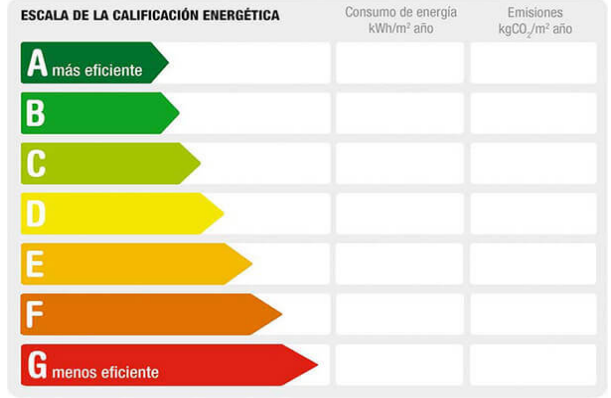 ESCALA DE LA CALIFICACIÓN ENERGÉTICA
Consumo de energía
kWh/m² año
Emisiones
kgCO₂/m² año
A más eficiente
B
C
D
E
F
G menos eficiente